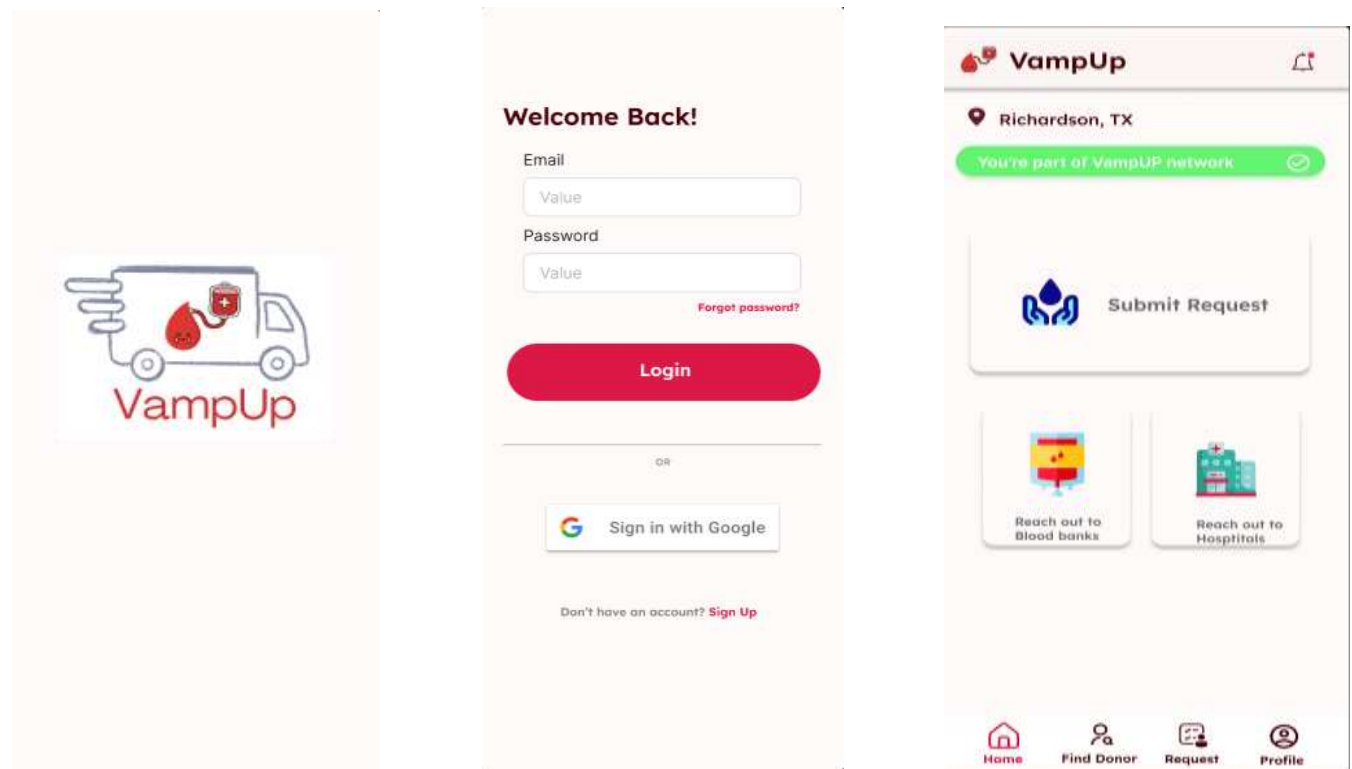 VampUp
Welcome Back!
Email
Value
Password
Value
Forgot password?
Login
OR
Sign in with Google
Don't have an account? Sign Up
VampUp
Richardson, TX
You're part of VampUP network
Submit Request
Reach out to
Blood banks
Reach out to
Hosptitals
Home
Find Donor
Request
Profile